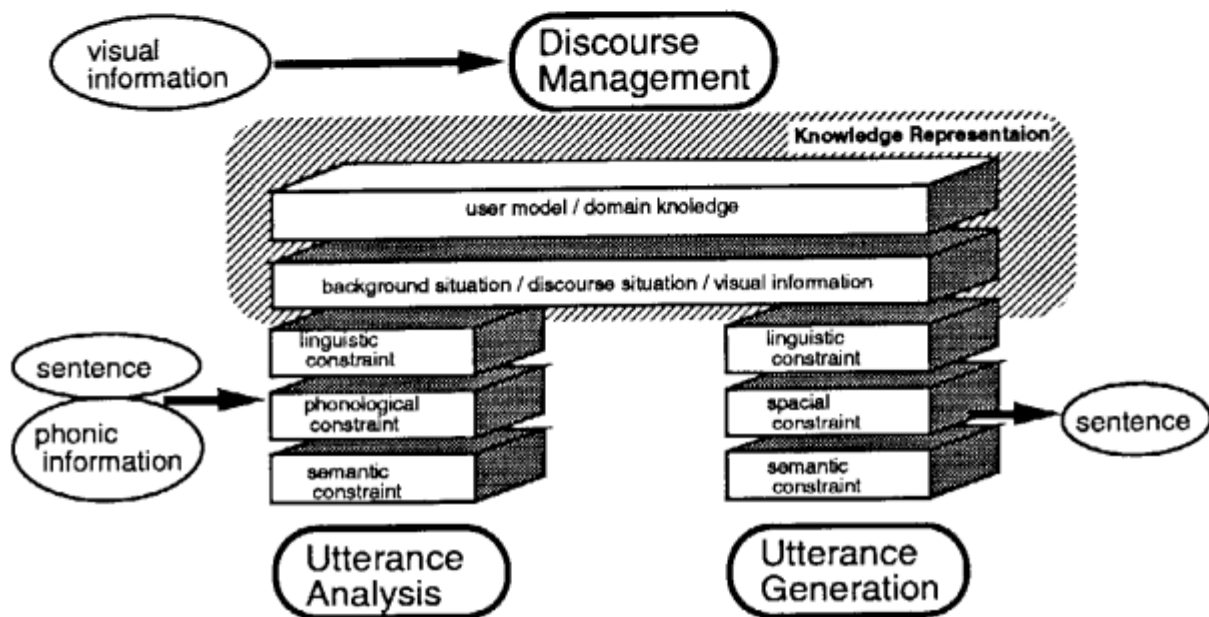 visual
information
Discourse
Management
Knowledge Representaion
user model / domain knoledge
background situation / discourse situation / visual information
linguistic
constraint
phonological
constraint
semantic
constraint
sentence
phonic
information
linguistic
constraint
spacial
constraint
semantic
constraint
sentence
Utterance
Analysis
Utterance
Generation